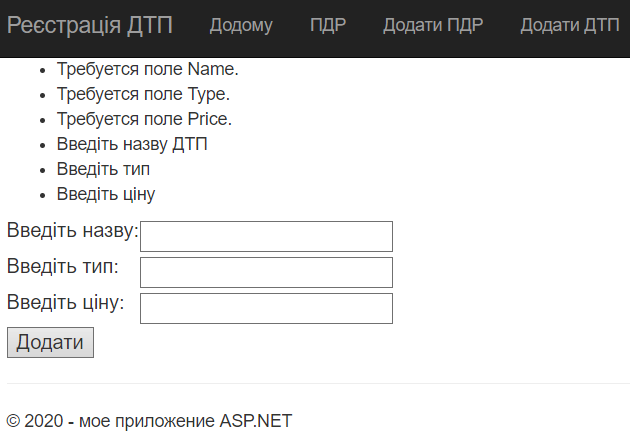 Реєстрація ДТП Додому ПДР Додати ПДР Додати ДТП
Требуется поле Name.
Требуется поле Type.
Требуется поле Price.
Введіть назву ДТП
Введіть тип
Введіть ціну
Введіть назву:
Введіть тип:
Введіть ціну:
Додати
© 2020 - мое приложение ASP.NET